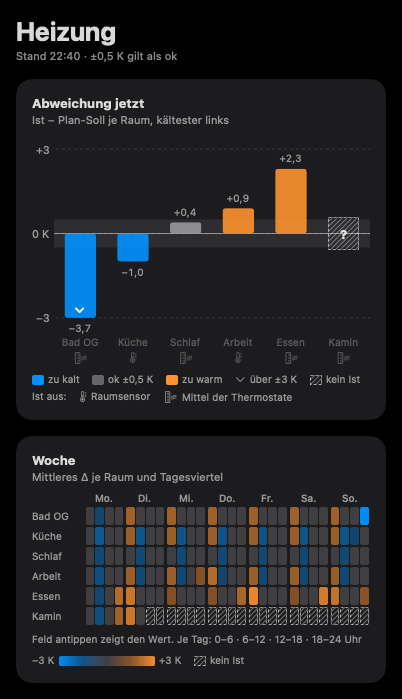 Heizung
Stand 22:40 · ±0,5 K gilt als ok
Abweichung jetzt
Ist – Plan-Soll je Raum, kältester links
+3
+2,3
+0,9
+0,4
0 K
?
−1,0
−3
−3,7
Bad OG Küche Schlaf Arbeit Essen Kamin
zu kalt ok ±0,5 K zu warm über ±3 K kein Ist
Ist aus: Raumsensor Mittel der Thermostate
Woche
Mittleres Δ je Raum und Tagesviertel
Mo. Di. Mi. Do. Fr. Sa. So.
Bad OG
Küche
Schlaf
Arbeit
Essen
Kamin
Feld antippen zeigt den Wert. Je Tag: 0–6 · 6–12 · 12–18 · 18–24 Uhr
−3 K +3 K kein Ist